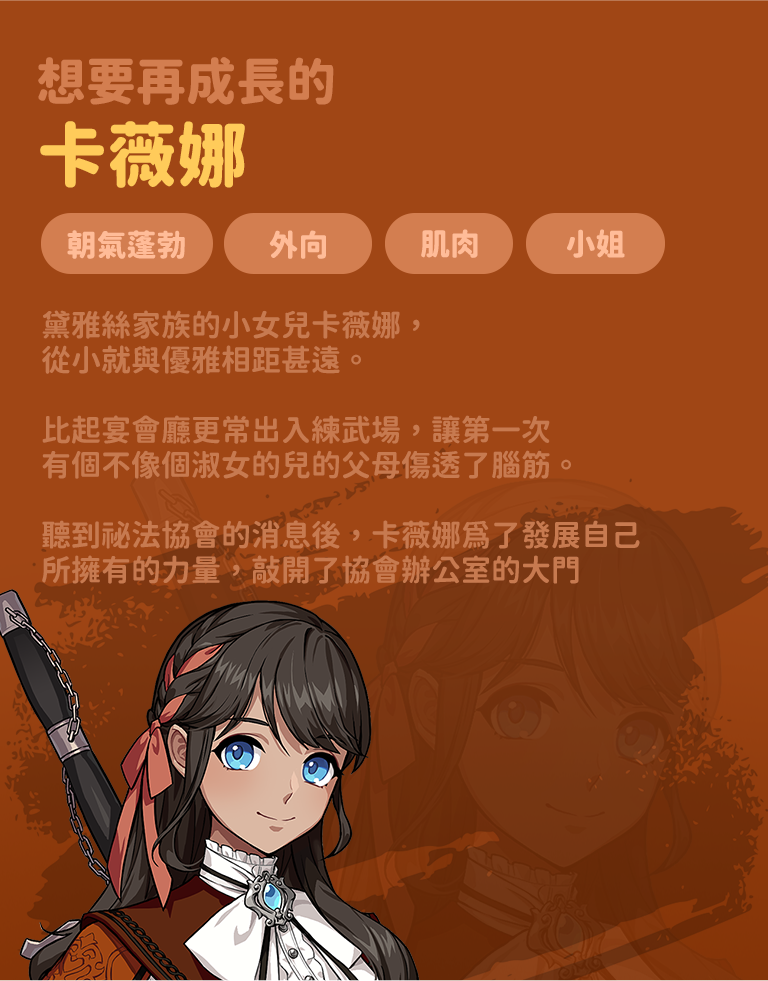 想要再成長的
卡薇娜
朝氣蓬勃 外向 肌肉 小姐
黛雅絲家族的小女兒卡薇娜，
從小就與優雅相距甚遠。
比起宴會廳更常出入練武場，讓第一次
有個不像個淑女的兒的父母傷透了腦筋。
聽到祕法協會的消息後，卡薇娜爲了發展自己
所擁有的力量，敲開了協會辦公室的大門